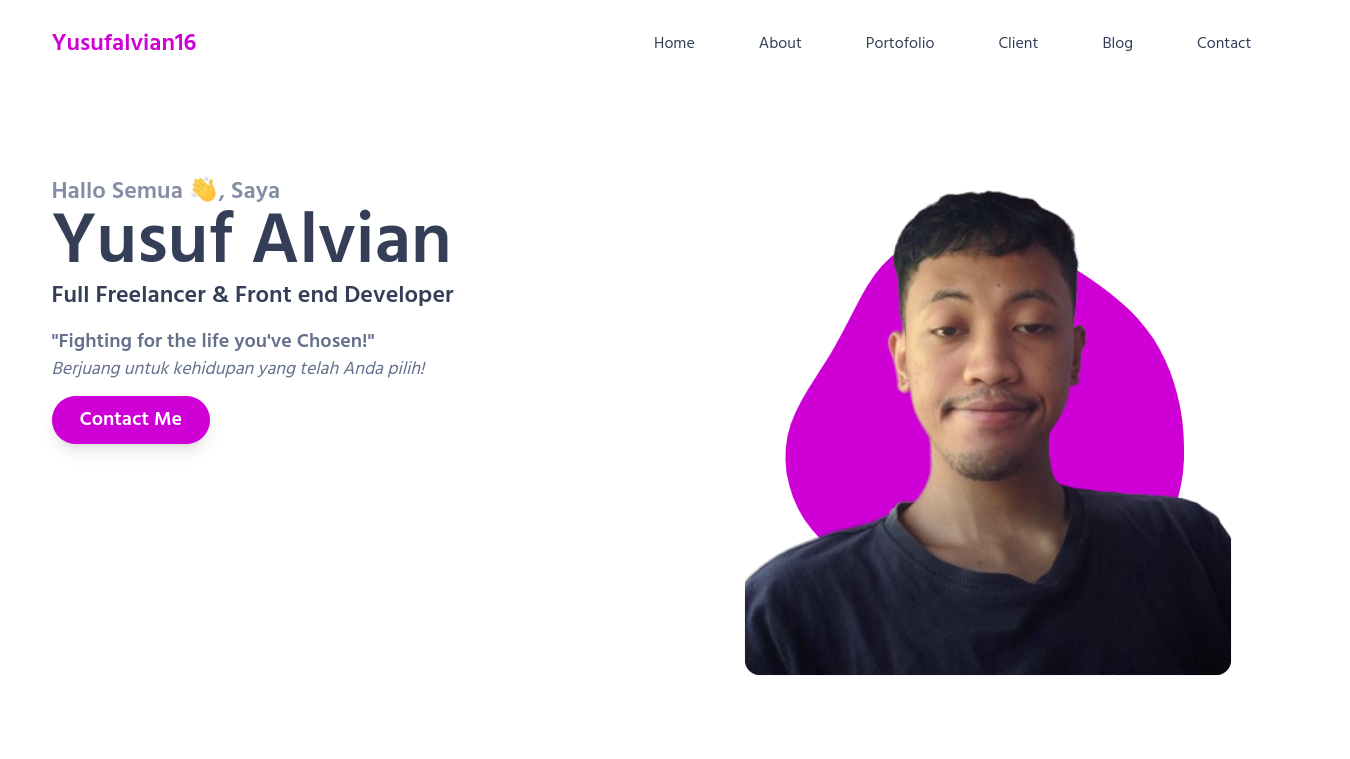 Yusufalvian16
Home
About
Portofolio
Client
Blog
Contact
Hallo Semua 👋, Saya
Yusuf Alvian
Full Freelancer & Front end Developer
"Fighting for the life you've Chosen!"
Berjuang untuk kehidupan yang telah Anda pilih!
Contact Me